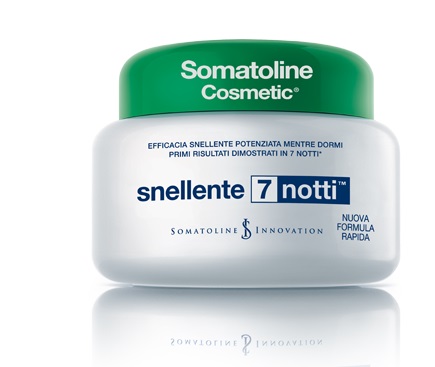 Somatoline
Cosmetic®
EFFICACIA SNELLENTE POTENZIATA MENTRE DORMI
PRIMI RISULTATI DIMOSTRATI IN 7 NOTTI*
snellente 7 notti™
NUOVA
FORMULA
RAPIDA
SOMATOLINE SI INNOVATION